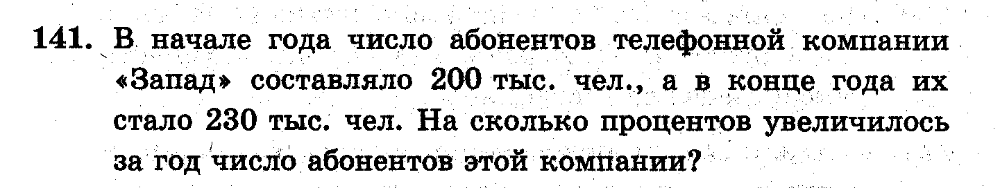 141. В начале года число абонентов телефонной компании
«Запад» составляло 200 тыс. чел., а в конце года их
стало 230 тыс. чел. На сколько процентов увеличилось
за год число абонентов этой компании?